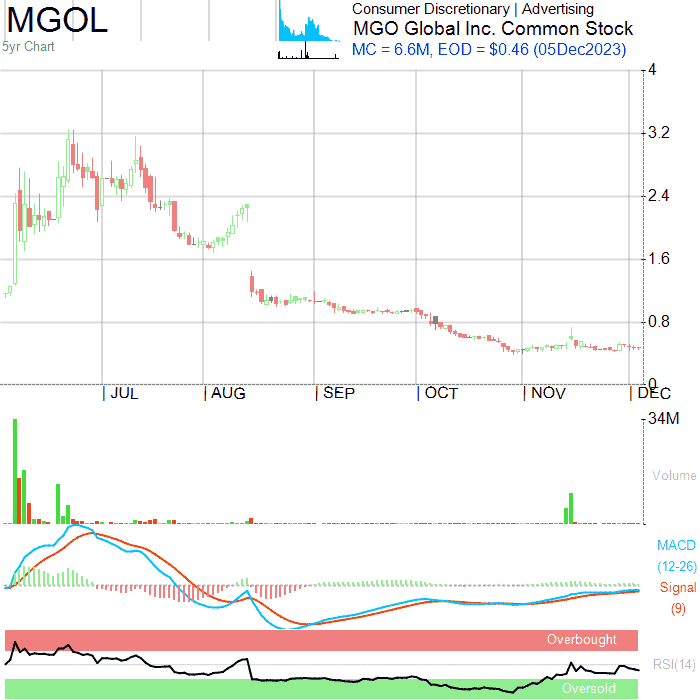 MGOL
Consumer Discretionary | Advertising
MGO Global Inc. Common Stock
5yr Chart
MC = 6.6M, EOD = $0.46 (05Dec2023)
4
3.2
2.4
1.6
0.8
0
JUL
AUG
SEP
OCT
NOV
DEC
34M
Volume
MACD
(12-26)
Signal
(9)
Overbought
RSI(14)
Oversold